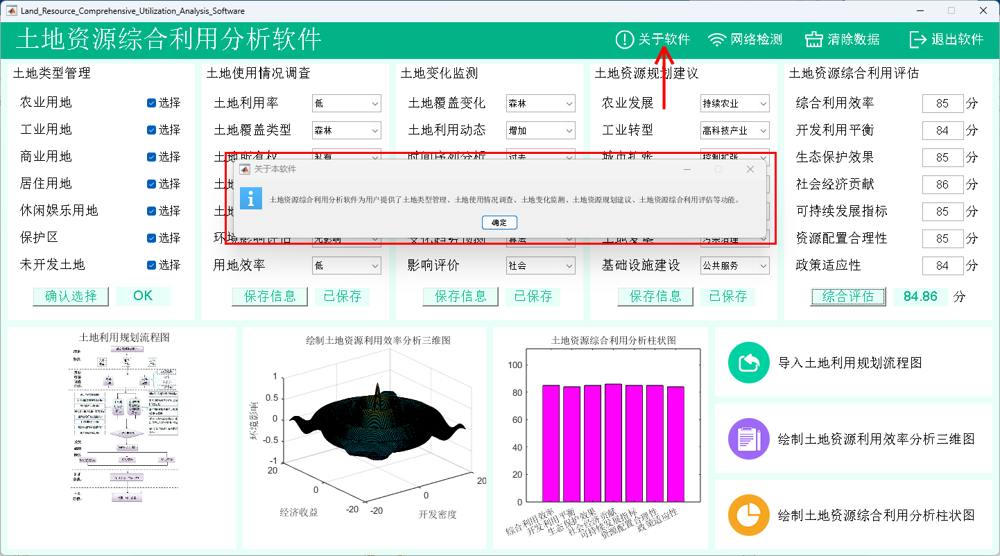 Land_Resource_Comprehensive_Utilization_Analysis_Software
土地资源综合利用分析软件
关于软件 网络检测 清除数据 退出软件
土地类型管理
农业用地 选择
工业用地 选择
商业用地 选择
居住用地 选择
休闲娱乐用地 选择
保护区 选择
未开发土地 选择
确认选择 OK
土地使用情况调查
土地利用率 低
土地覆盖类型 森林
土地所有权 私有
土地
土地
环境影响评估 无影响
用地效率 低
保存信息 已保存
土地变化监测
土地覆盖变化 森林
土地利用动态 增加
时间序列分析 过去
变化趋势预测 算法
影响评价 社会
保存信息 已保存
土地资源规划建议
农业发展 持续农业
工业转型 高科技产业
城市扩张 控制扩张
土地复垦 污染治理
基础设施建设 公共服务
保存信息 已保存
土地资源综合利用评估
综合利用效率 85 分
开发利用平衡 84 分
生态保护效果 85 分
社会经济贡献 86 分
可持续发展指标 85 分
资源配置合理性 85 分
政策适应性 84 分
综合评估 84.86 分
关于本软件
土地资源综合利用分析软件为用户提供了土地类型管理、土地使用情况调查、土地变化监测、土地资源规划建议、土地资源综合利用评估等功能。
确定
土地利用规划流程图
绘制土地资源利用效率分析三维图
1
0.5
0
-0.5
-1
环境影响
20
0
-20
经济收益
-20
0
20
开发密度
土地资源综合利用分析柱状图
100
80
60
40
20
0
综合利用效率
开发利用平衡
生态保护效果
社会经济贡献
可持续发展指标
资源配置合理性
政策适应性
导入土地利用规划流程图
绘制土地资源利用效率分析三维图
绘制土地资源综合利用分析柱状图